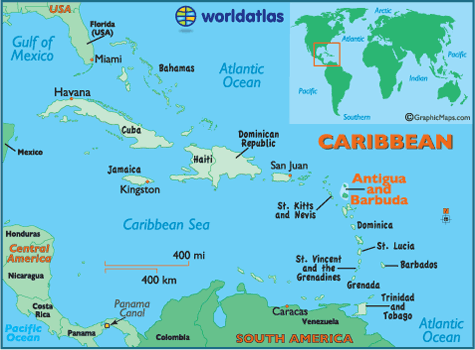 USA
worldatlas
Florida
(USA)
Gulf of
Mexico
Miami
Bahamas
Atlantic
Ocean
Arctic
Atlantic
Pacific
Indian
Pacific
Southern
©GraphicMaps.com
Havana
Cuba
Mexico
Haiti
Dominican
Republic
San Juan
CARIBBEAN
Jamaica
Kingston
Antigua
and
Barbuda
St. Kitts
and Nevis
Caribbean Sea
Dominica
St. Lucia
Honduras
Central
America
Nicaragua
400 mi
400 km
St. Vincent
and the
Grenadines
Barbados
Grenada
Costa
Rica
Panama
Canal
Pacific
Ocean
Panama
Colombia
Caracas
Venezuela
SOUTH AMERICA
Trinidad
and
Tobago
Atlantic
Ocean